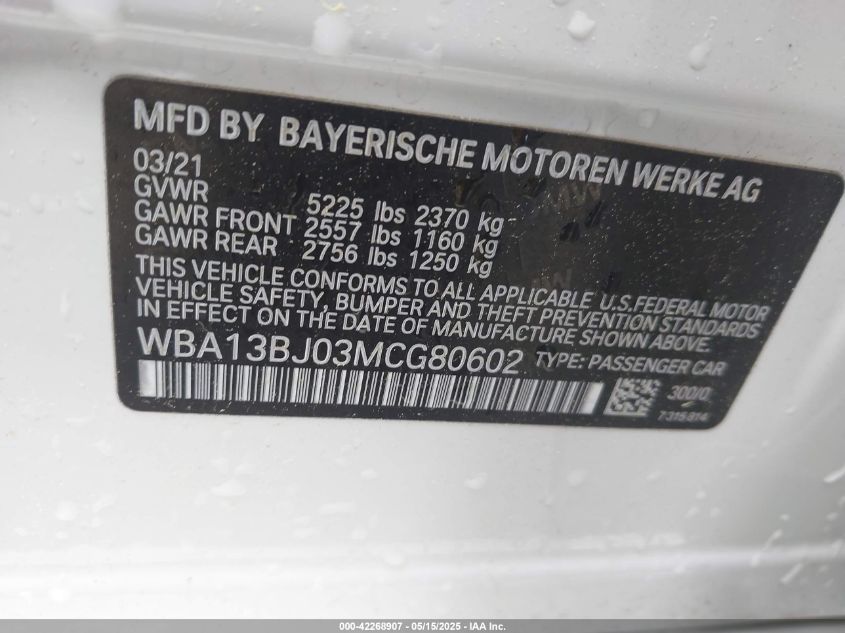 MFD BY BAYERISCHE MOTOREN WERKE AG
03/21
GVWR 5225 lbs 2370 kg
GAWR FRONT 2557 lbs 1160 kg
GAWR REAR 2756 lbs 1250 kg
THIS VEHICLE CONFORMS TO ALL APPLICABLE U.S.FEDERAL MOTOR
VEHICLE SAFETY, BUMPER AND THEFT PREVENTION STANDARDS
IN EFFECT ON THE DATE OF MANUFACTURE SHOWN ABOVE.
WBA13BJ03MCG80602 TYPE: PASSENGER CAR
300/0
7318814
000-42268907 - 05/15/2025 - IAA Inc.